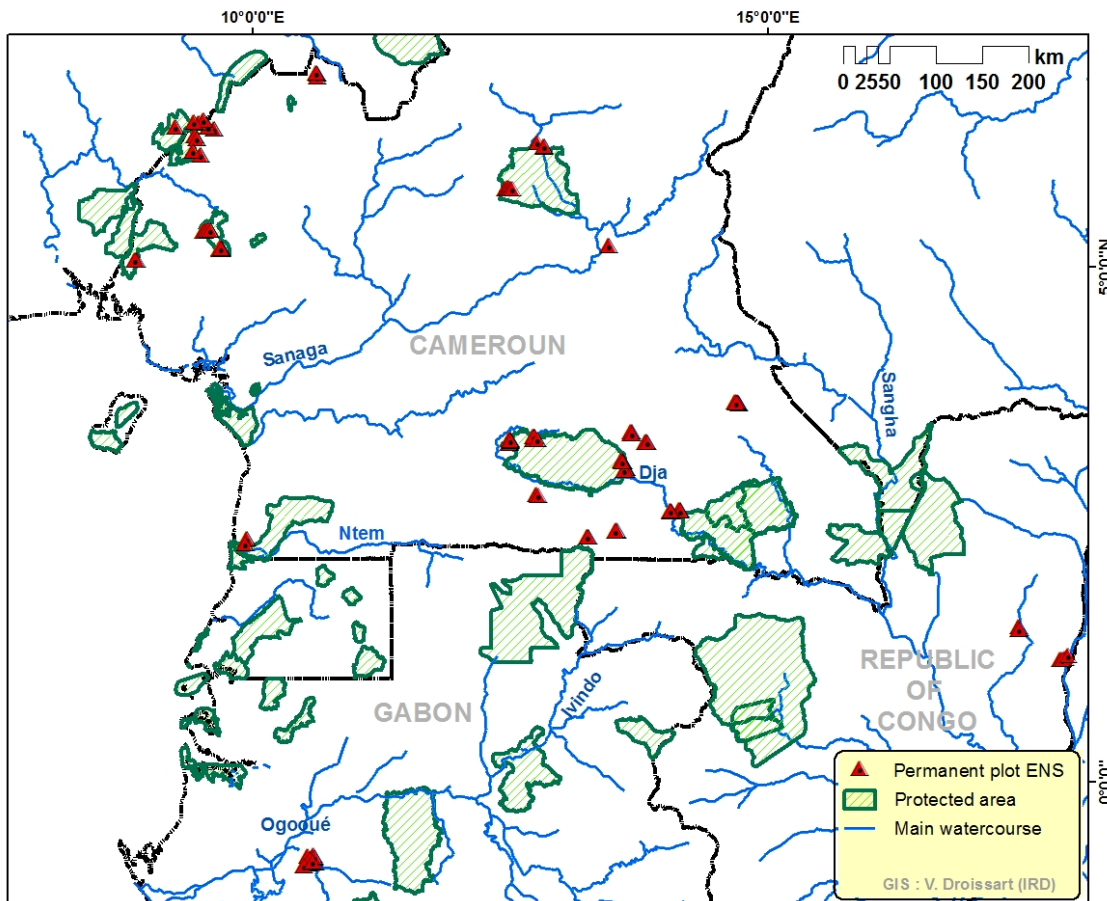 10°0'0"E
15°0'0"E
km
0 2550 100 150 200
5°0'0"N
Sanaga
CAMEROUN
Sangha
Dja
Ntem
REPUBLIC
OF
CONGO
Ivindo
GABON
0°0'0"
Ogooué
Permanent plot ENS
Protected area
Main watercourse
GIS : V. Droissart (IRD)